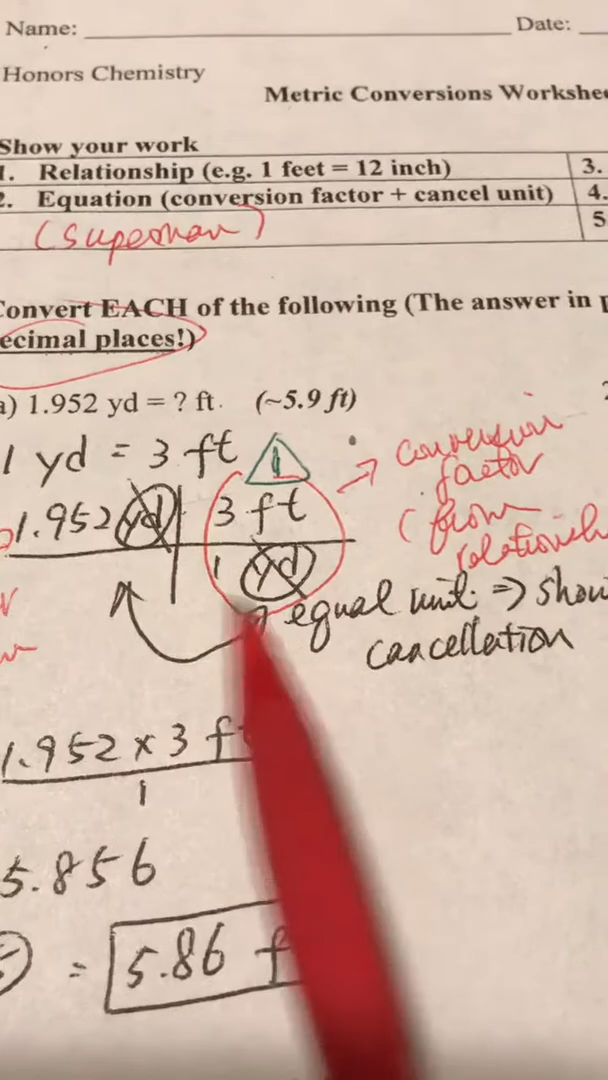 Name:
Date:
Honors Chemistry
Metric Conversions Workshee
Show your work
1. Relationship (e.g. 1 feet = 12 inch)
3.
2. Equation (conversion factor + cancel unit)
4.
(superman)
5
Convert EACH of the following (The answer in
ecimal places!)
a) 1.952 yd = ? ft. (~5.9 ft)
1 yd = 3 ft
1
conversion
factor
(from
relationsh
1.952 yd
3 ft
1 yd
equal unit => show
cancellation
1.952 x 3 f
1
5.856
= 5.86 f